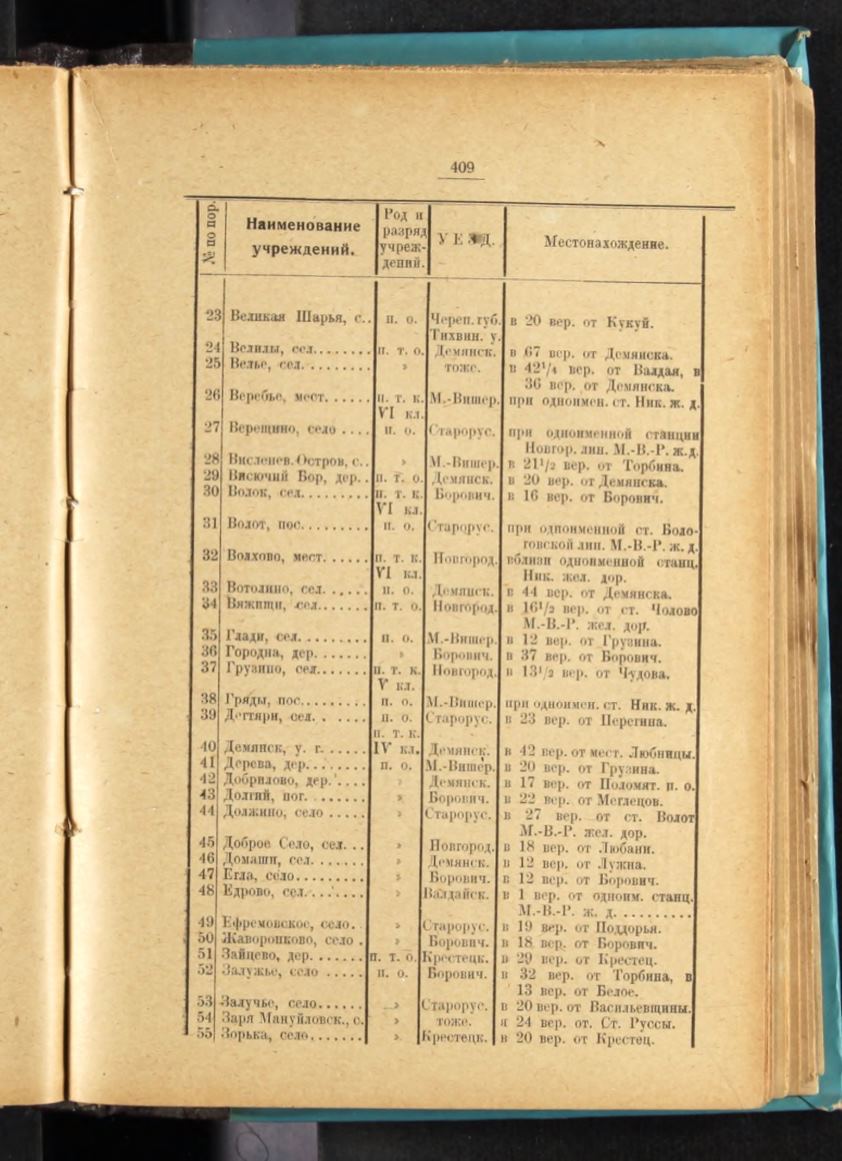 409
№ по пор. Наименование учреждений. Род и разряд учреждений. УЕЗД. Местонахождение.
23 Великая Шарья, с.. п. о. Череп. губ. в 20 вер. от Кукуй.
Тихвин. у.
24 Велилы, сел........ п. т. о. Демянск. в 67 вер. от Демянска.
25 Велье, сел......... » тоже. в 42¹/₄ вер. от Валдая, в
36 вер. от Демянска.
26 Веребье, мест...... п. т. к. М.-Вишер. при одноимен. ст. Ник. ж. д.
VI кл.
27 Верещино, село .... п. о. Старорус. при одноименной станции
Новгор. лин. М.-В.-Р. ж.д.
28 Висленев. Остров, с.. » М.-Вишер. в 21¹/₂ вер. от Торбина.
29 Висючий Бор, дер.. п. т. о. Демянск. в 20 вер. от Демянска.
30 Волок, сел......... п. т. к. Борович. в 16 вер. от Борович.
VI кл.
31 Волот, пос......... п. о. Старорус. при одноименной ст. Боло-
говской лин. М.-В.-Р. ж. д.
32 Волхово, мест...... п. т. к. Новгород. вблизи одноименной станц.
VI кл. Ник. жел. дор.
33 Вотолино, сел...... п. о. Демянск. в 44 вер. от Демянска.
34 Вяжищи, сел....... п. т. о. Новгород. в 16¹/₂ вер. от ст. Чолово
М.-В.-Р. жел. дор.
35 Глади, сел......... п. о. М.-Вишер. в 12 вер. от Грузина.
36 Городна, дер....... » Борович. в 37 вер. от Борович.
37 Грузино, сел....... п. т. к. Новгород. в 13¹/₂ вер. от Чудова.
V кл.
38 Гряды, пос......... п. о. М.-Вишер. при одноимен. ст. Ник. ж. д.
39 Дегтяри, сел. ..... п. о. Старорус. в 23 вер. от Перегина.
п. т. к.
40 Демянск, у. г. ..... IV кл. Демянск. в 42 вер. от мест. Любницы.
41 Дерева, дер........ п. о. М.-Вишер. в 20 вер. от Грузина.
42 Добрилово, дер..... » Демянск. в 17 вер. от Поломят. п. о.
43 Долгий, пог. ....... » Борович. в 22 вер. от Меглецов.
44 Должино, село ..... » Старорус. в 27 вер. от ст. Волот
М.-В.-Р. жел. дор.
45 Доброе Село, сел. .. » Новгород. в 18 вер. от Любани.
46 Домаши, сел. ...... » Демянск. в 12 вер. от Лужна.
47 Егла, село......... » Борович. в 12 вер. от Борович.
48 Едрово, сел........ » Валдайск. в 1 вер. от одноим. станц.
М.-В.-Р. ж. д. ..........
49 Ефремовское, село. » Старорус. в 19 вер. от Поддорья.
50 Жаворонково, село . » Борович. в 18 вер. от Борович.
51 Зайцево, дер. ...... п. т. о. Крестецк. в 29 вер. от Крестец.
52 Залужье, село ..... п. о. Борович. в 32 вер. от Торбина, в
13 вер. от Белое.
53 Залучье, село...... » Старорус. в 20 вер. от Васильевщины.
54 Заря Мануйловск., с. » тоже. я 24 вер. от. Ст. Руссы.
55 Зорька, село....... » Крестецк. в 20 вер. от Крестец.